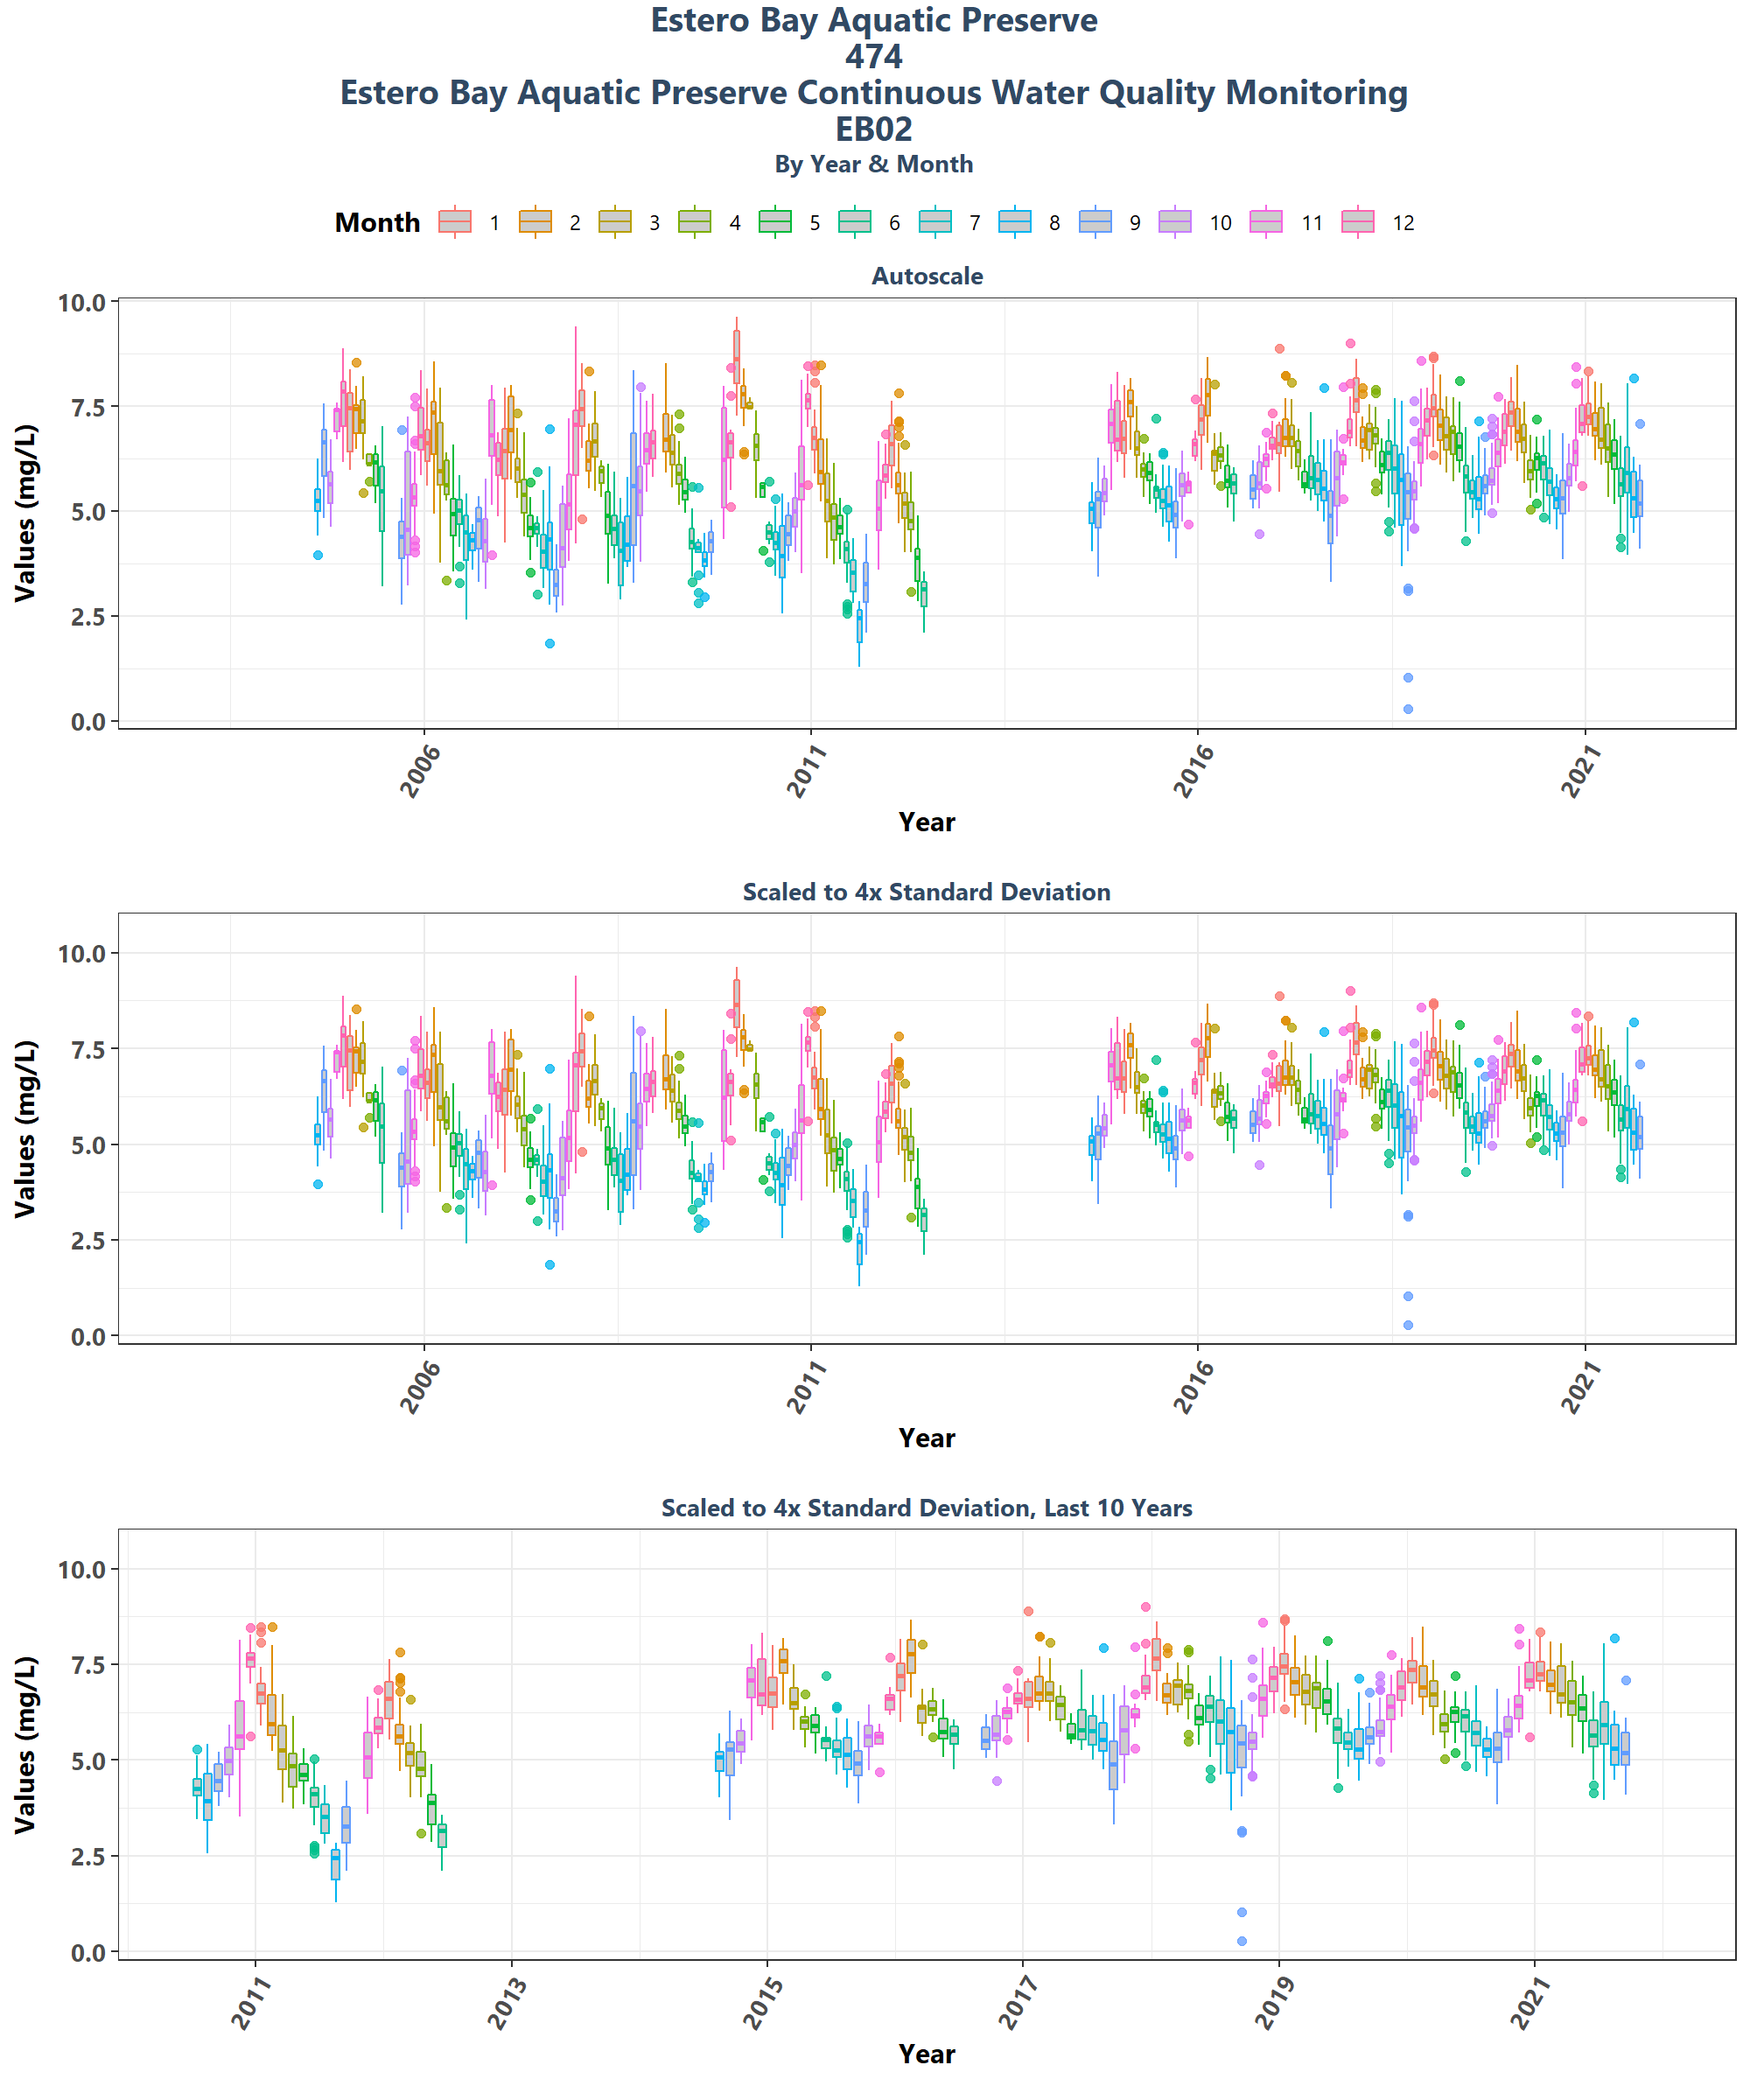 Estero Bay Aquatic Preserve
474
Estero Bay Aquatic Preserve Continuous Water Quality Monitoring
EB02
By Year & Month
Month 1 2 3 4 5 6 7 8 9 10 11 12
Autoscale
Values (mg/L)
10.0
7.5
5.0
2.5
0.0
2006 2011 2016 2021
Year
Scaled to 4x Standard Deviation
Values (mg/L)
10.0
7.5
5.0
2.5
0.0
2006 2011 2016 2021
Year
Scaled to 4x Standard Deviation, Last 10 Years
Values (mg/L)
10.0
7.5
5.0
2.5
0.0
2011 2013 2015 2017 2019 2021
Year